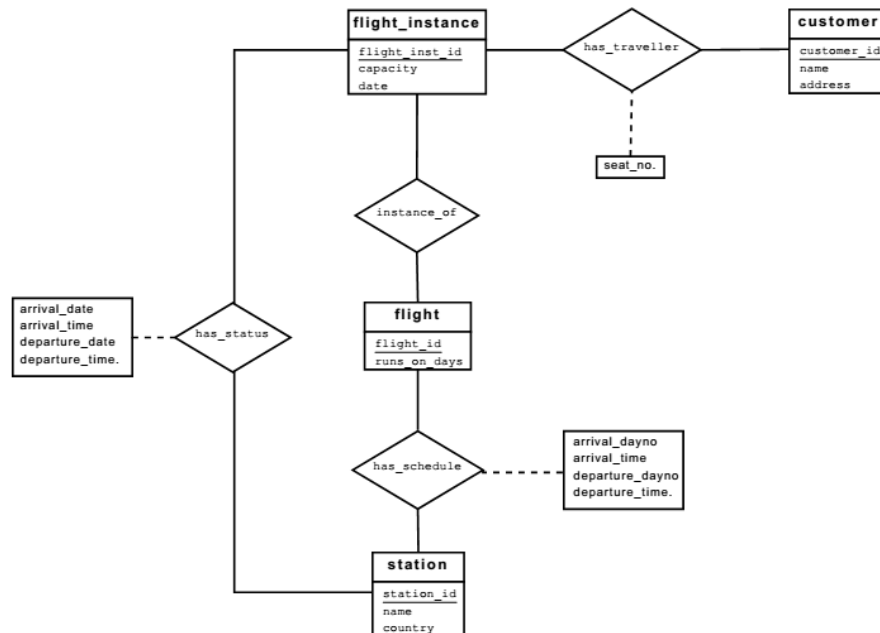 flight_instance
flight_inst_id
capacity
date
has_traveller
customer
customer_id
name
address
seat_no.
instance_of
arrival_date
arrival_time
departure_date
departure_time.
has_status
flight
flight_id
runs_on_days
has_schedule
arrival_dayno
arrival_time
departure_dayno
departure_time.
station
station_id
name
country